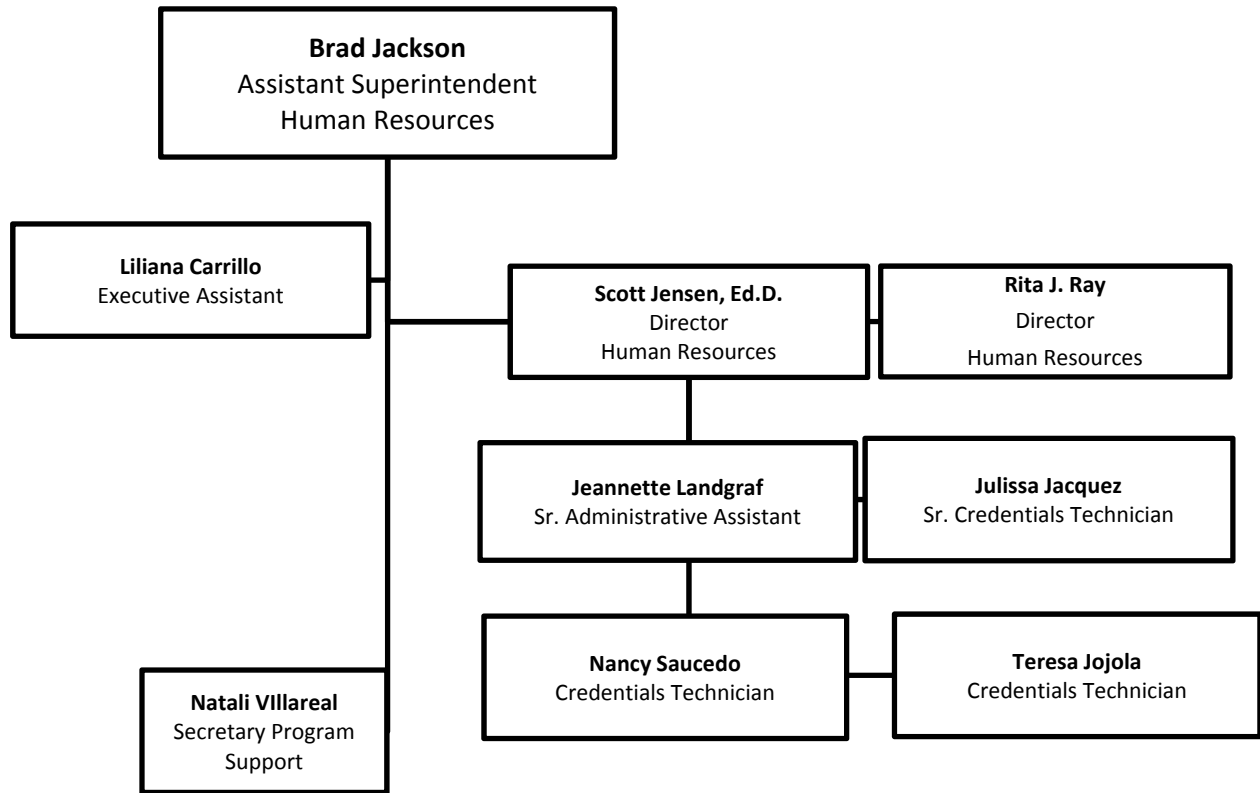 Brad Jackson
Assistant Superintendent
Human Resources
Liliana Carrillo
Executive Assistant
Scott Jensen, Ed.D.
Director
Human Resources
Rita J. Ray
Director
Human Resources
Jeannette Landgraf
Sr. Administrative Assistant
Julissa Jacquez
Sr. Credentials Technician
Nancy Saucedo
Credentials Technician
Teresa Jojola
Credentials Technician
Natali VIllareal
Secretary Program
Support